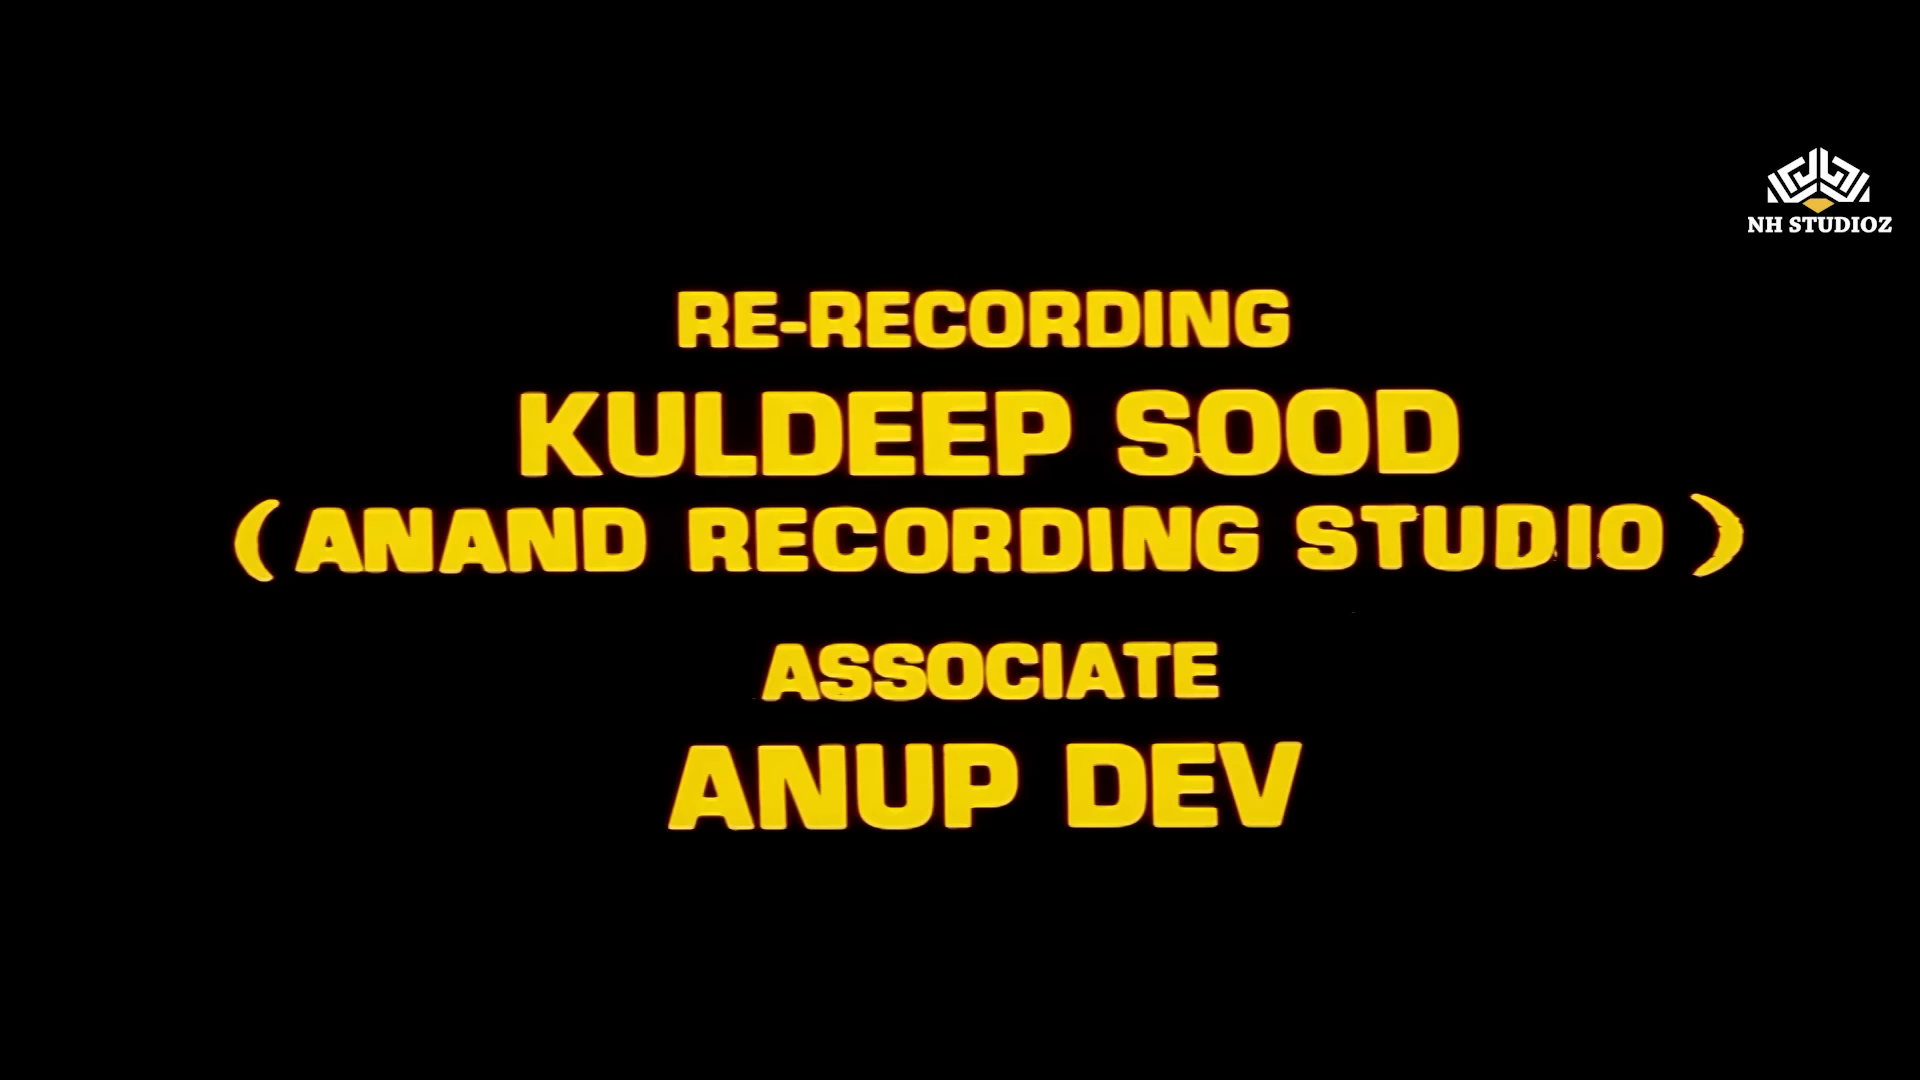 NH STUDIOZ
RE-RECORDING
KULDEEP SOOD
( ANAND RECORDING STUDIO )
ASSOCIATE
ANUP DEV